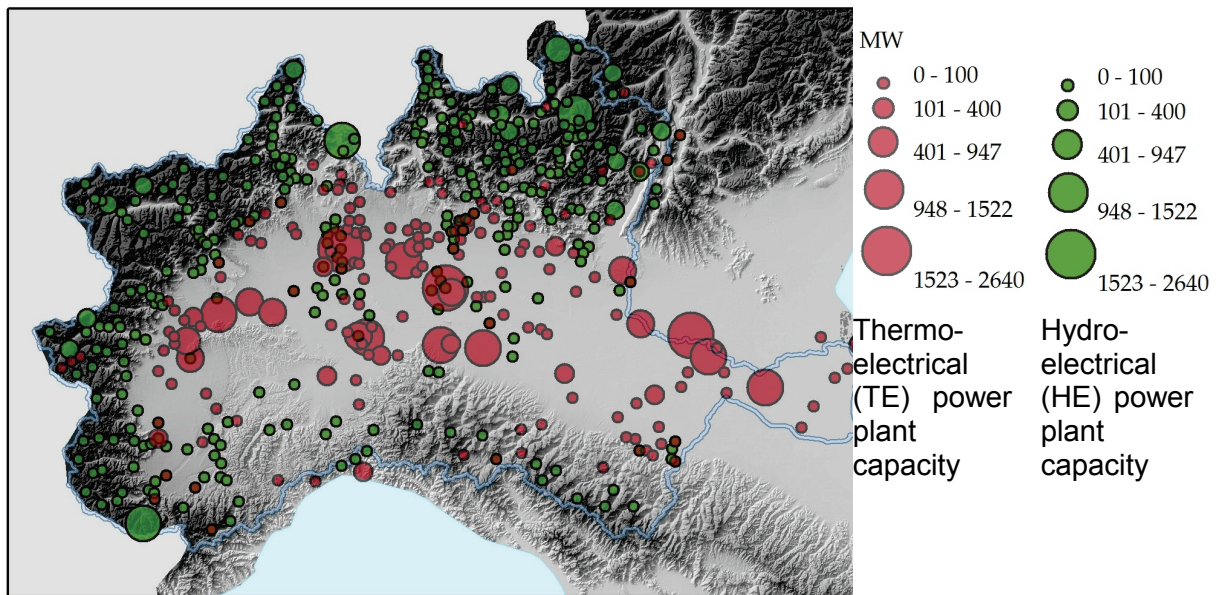 MW
0 - 100
101 - 400
401 - 947
948 - 1522
1523 - 2640
0 - 100
101 - 400
401 - 947
948 - 1522
1523 - 2640
Thermo-
electrical
(TE) power
plant
capacity
Hydro-
electrical
(HE) power
plant
capacity